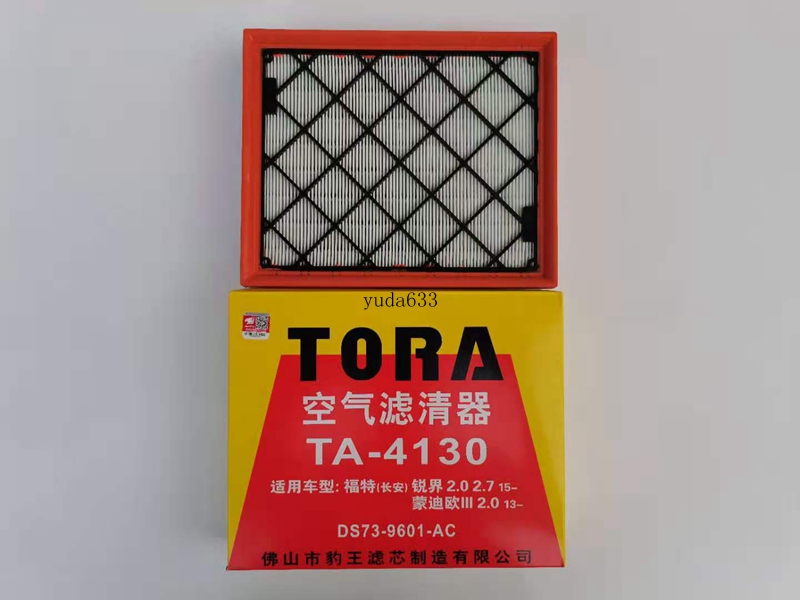 yuda633
TORA
空气滤清器
TA-4130
适用车型: 福特(长安) 锐界 2.0 2.7 15–
蒙迪欧III 2.0 13–
DS73-9601-AC
佛山市豹王滤芯制造有限公司